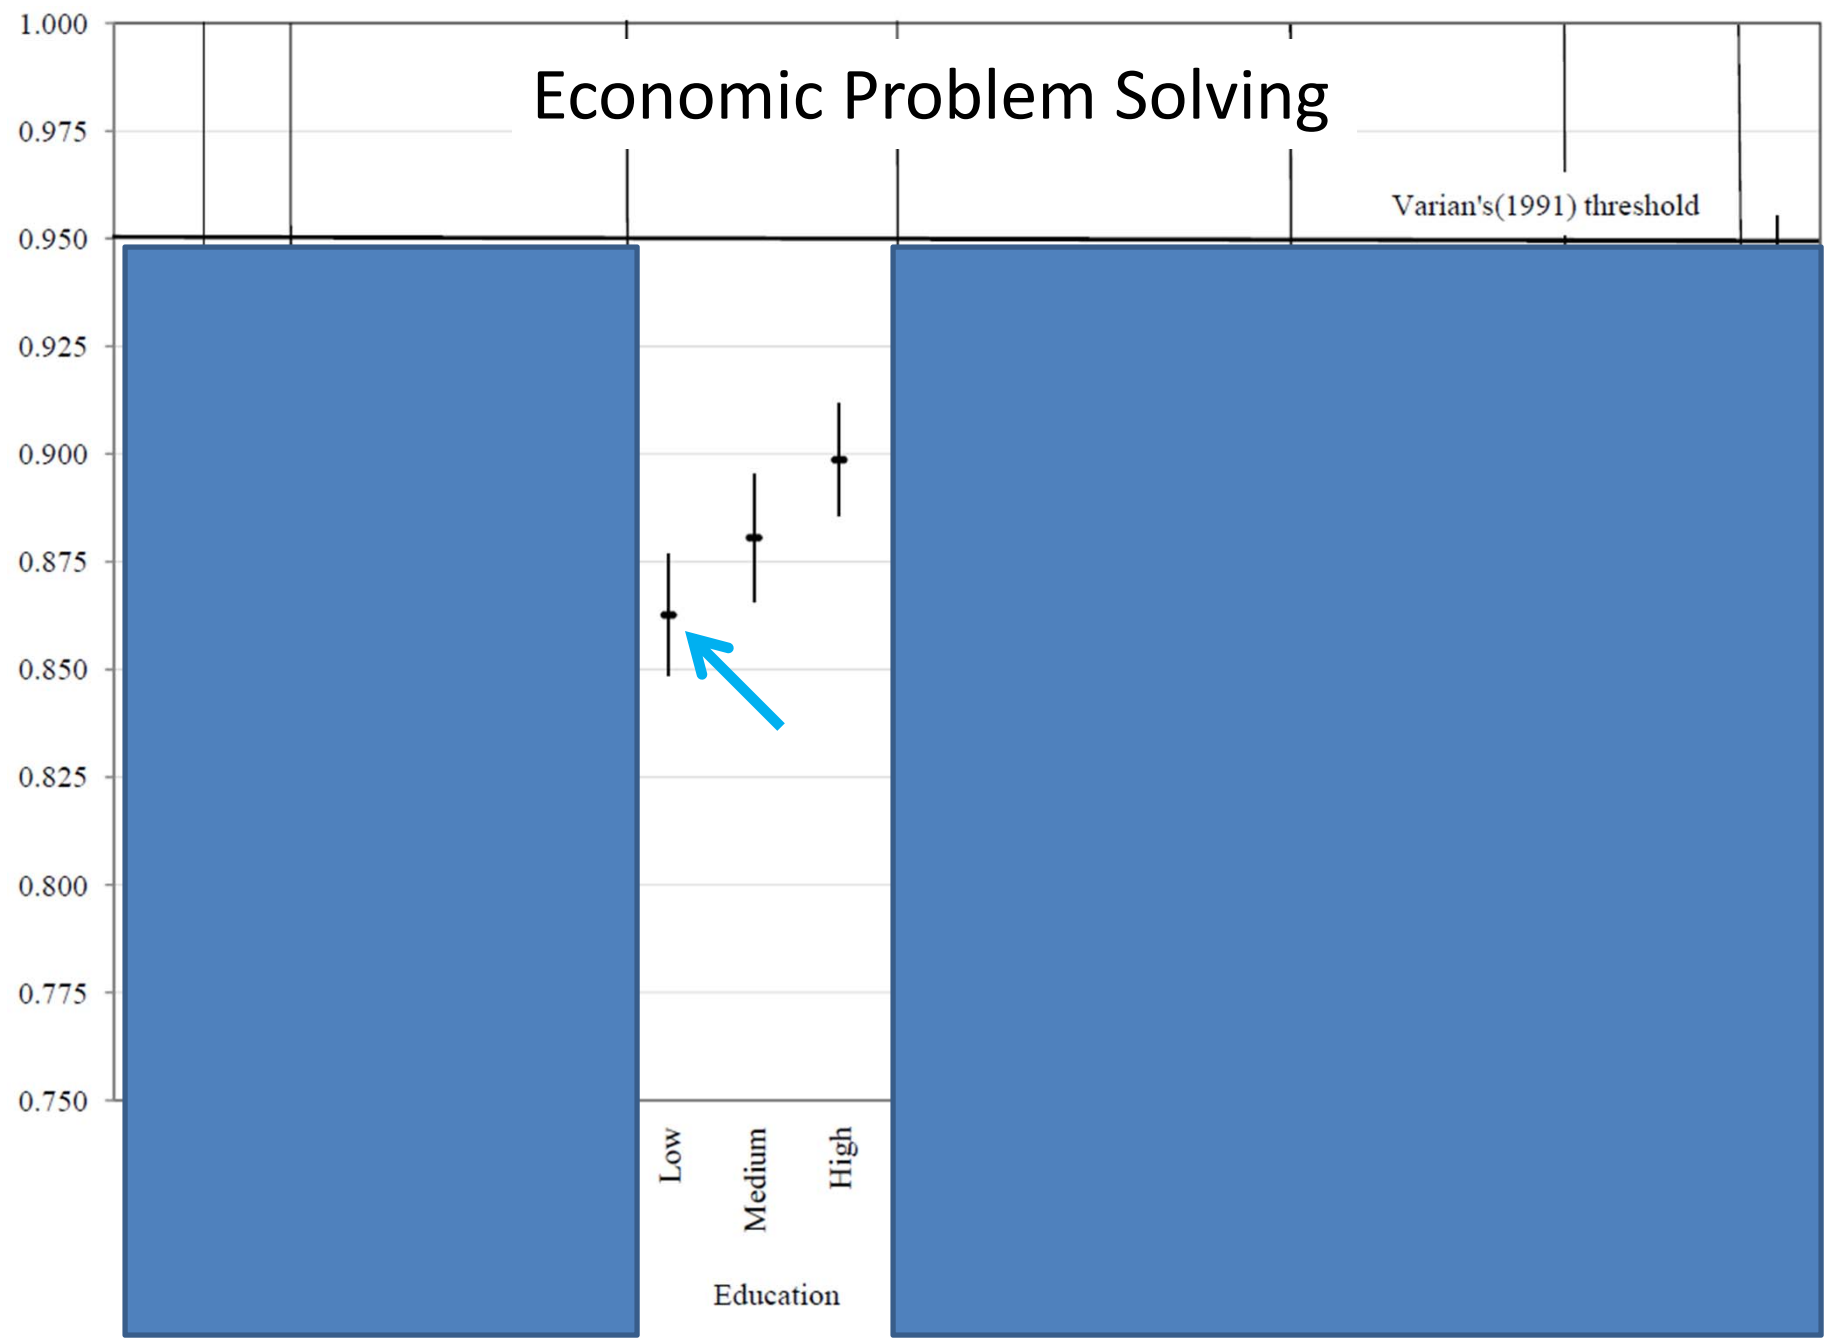 1.000
Economic Problem Solving
0.975
Varian's(1991) threshold
0.950
0.925
0.900
0.875
0.850
0.825
0.800
0.775
0.750
Low
Medium
High
Education